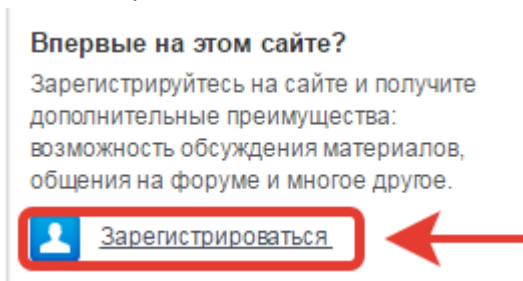 Впервые на этом сайте?
Зарегистрируйтесь на сайте и получите
дополнительные преимущества:
возможность обсуждения материалов,
общения на форуме и многое другое.
Зарегистрироваться